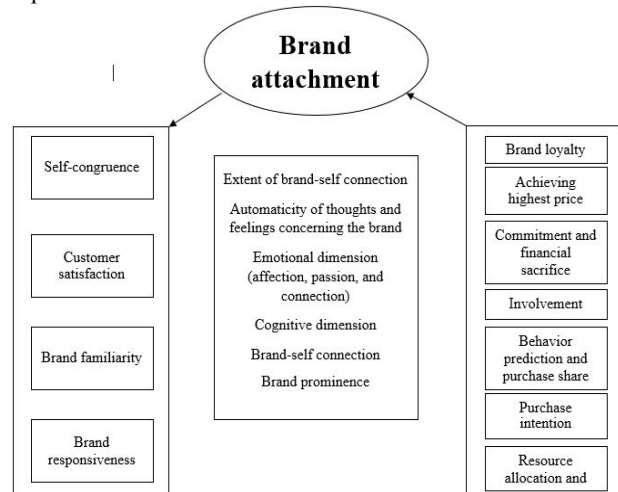 Brand
attachment
Self-congruence
Customer
satisfaction
Brand familiarity
Brand
responsiveness
Extent of brand-self connection
Automaticity of thoughts and
feelings concerning the brand
Emotional dimension
(affection, passion, and
connection)
Cognitive dimension
Brand-self connection
Brand prominence
Brand loyalty
Achieving
highest price
Commitment and
financial
sacrifice
Involvement
Behavior
prediction and
purchase share
Purchase
intention
Resource
allocation and